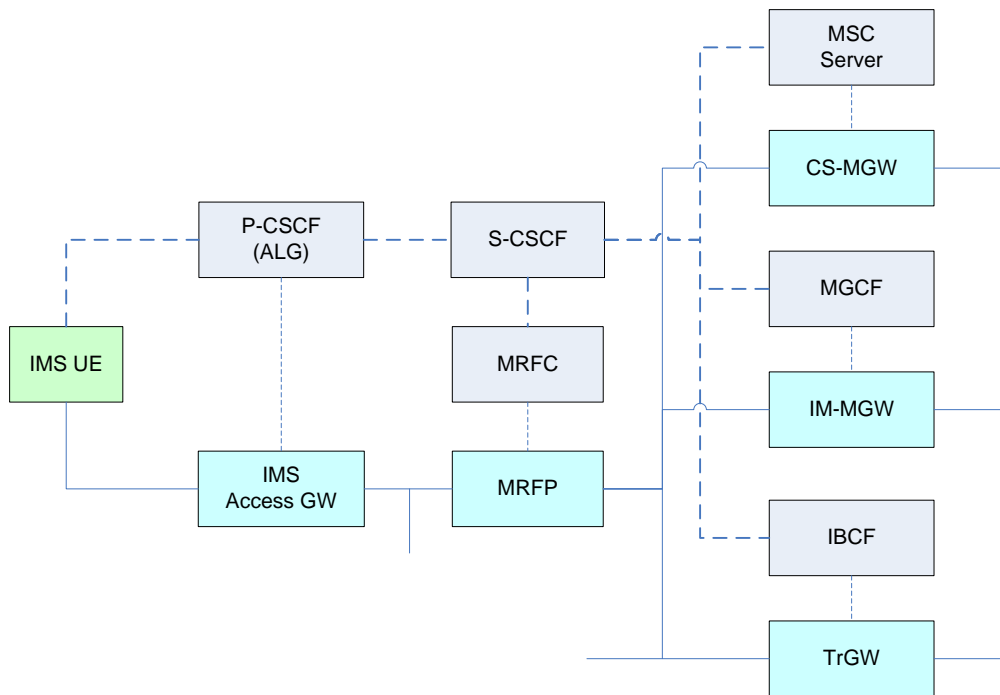 MSC
Server
CS-MGW
P-CSCF
(ALG)
S-CSCF
MGCF
IMS UE
MRFC
IM-MGW
IMS
Access GW
MRFP
IBCF
TrGW